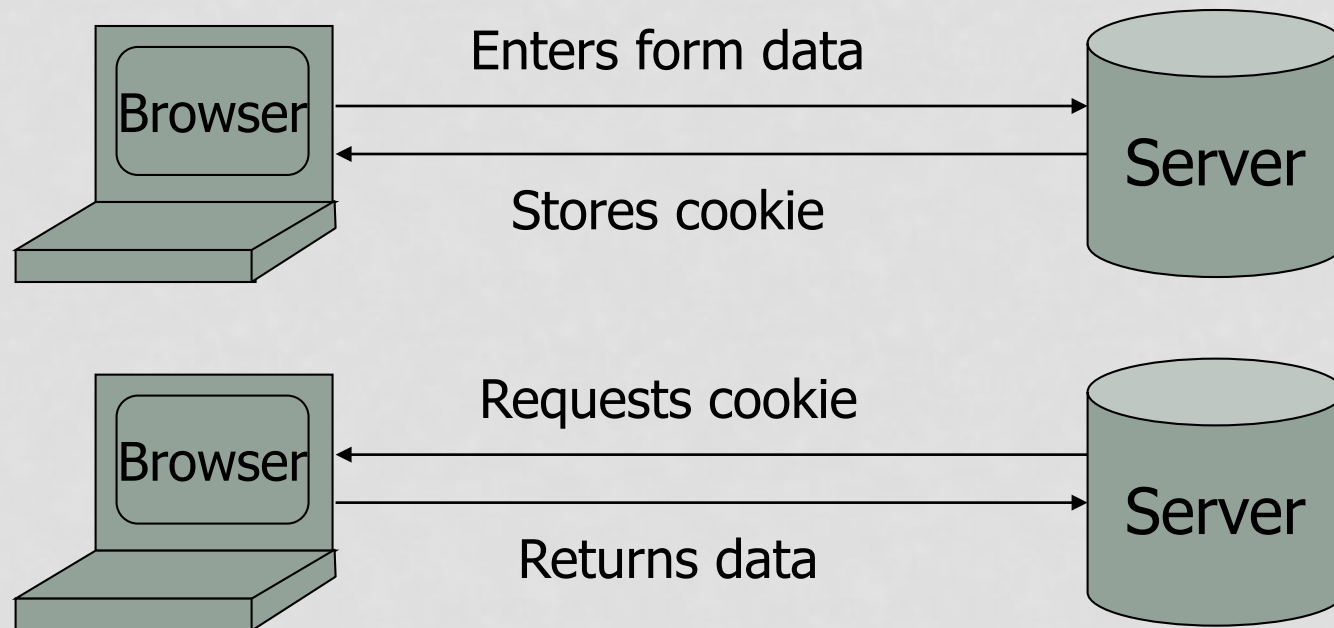 Enters form data
Browser
Server
Stores cookie
Requests cookie
Browser
Server
Returns data